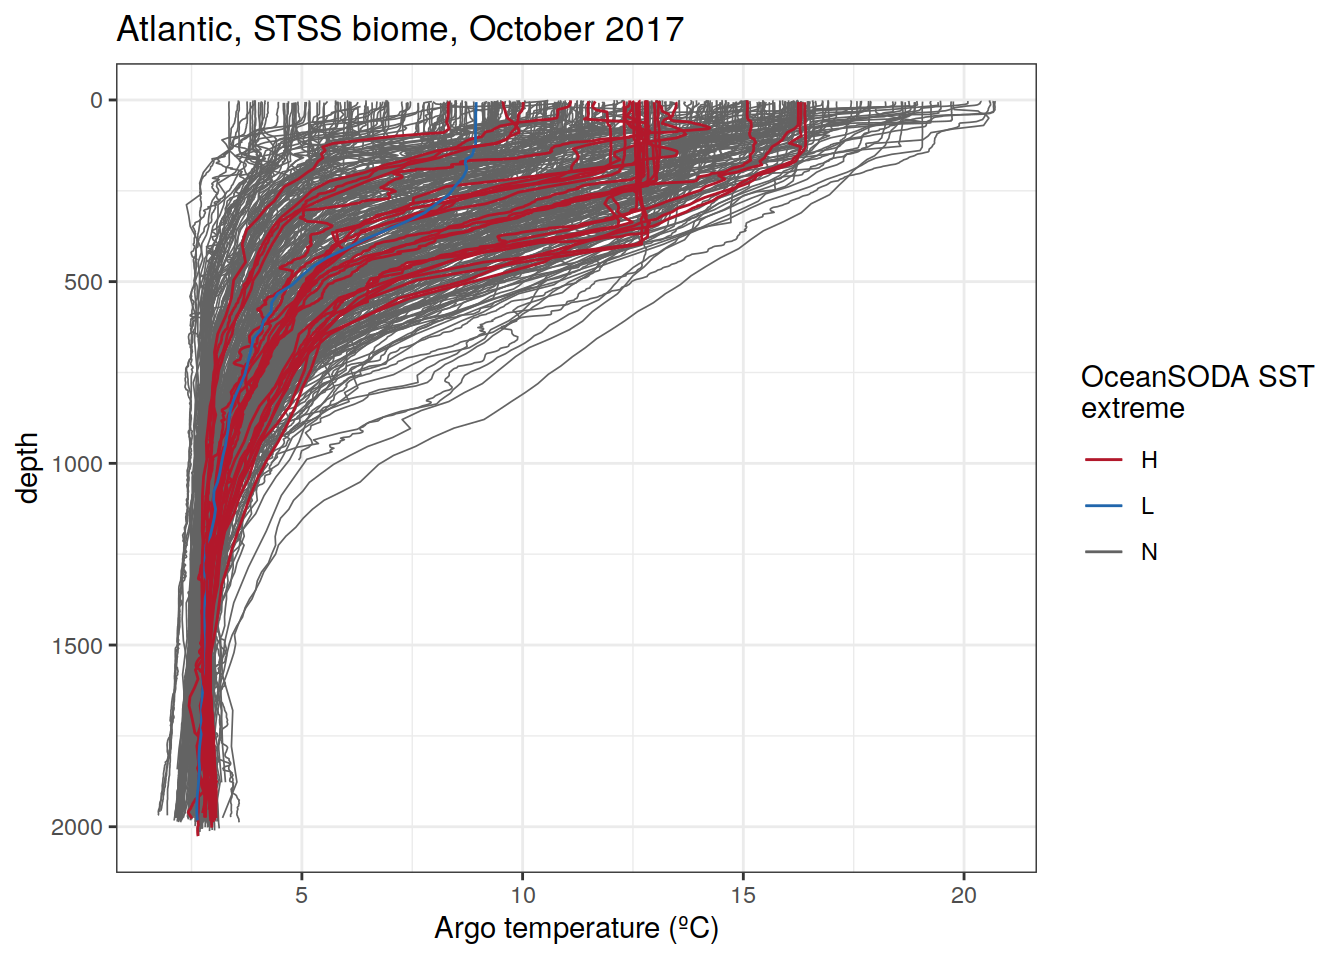 Atlantic, STSS biome, October 2017
0
500
1000
1500
2000
depth
5
10
15
20
Argo temperature (ºC)
OceanSODA SST
extreme
H
L
N